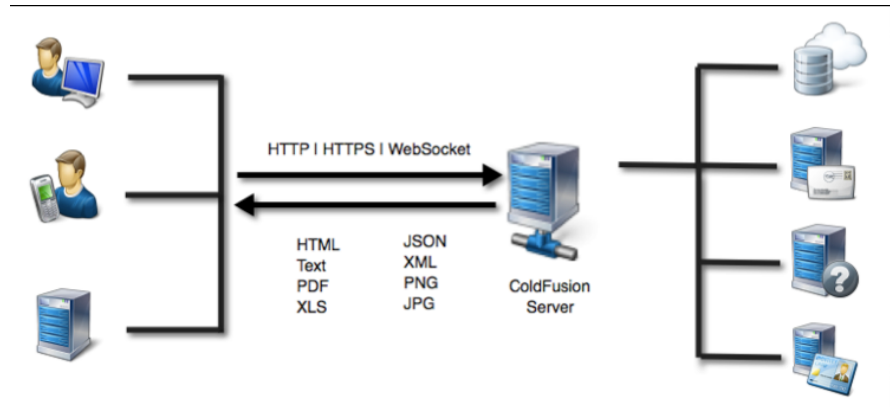 HTTP | HTTPS | WebSocket
HTML
Text
PDF
XLS
JSON
XML
PNG
JPG
ColdFusion
Server